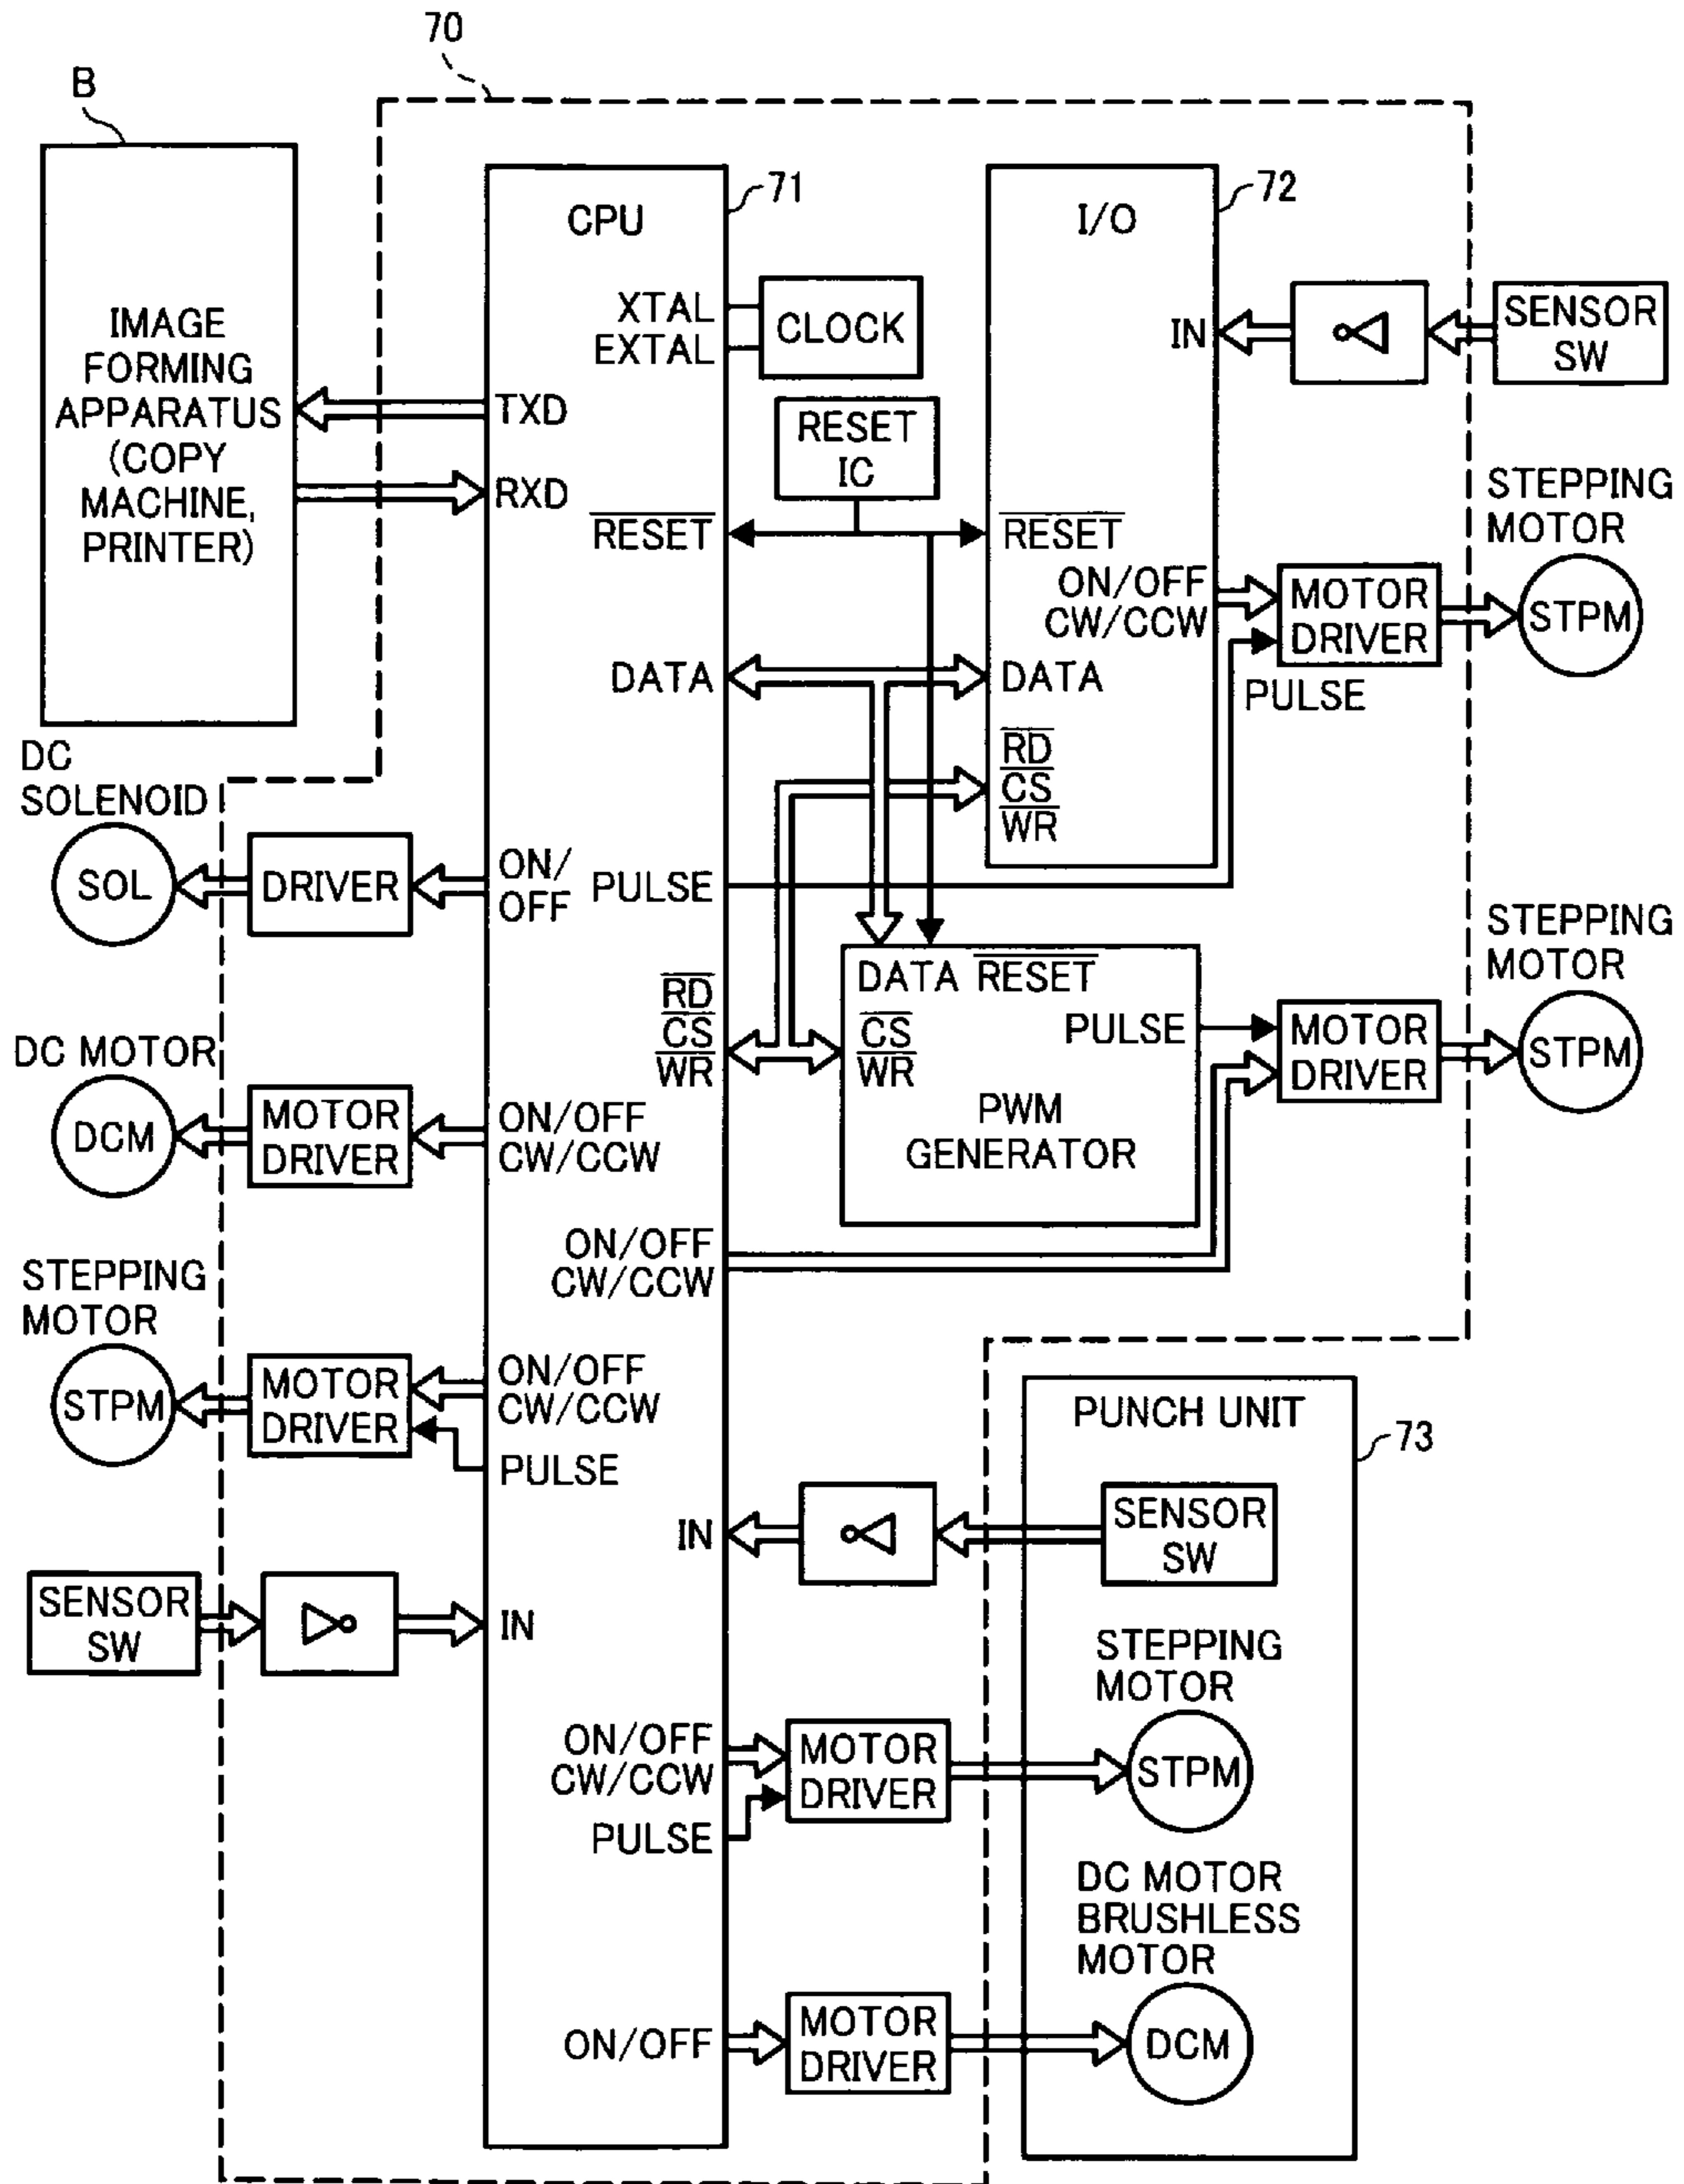 70
B
IMAGE
FORMING
APPARATUS
(COPY
MACHINE,
PRINTER)
CPU
71
XTAL
EXTAL
CLOCK
TXD
RXD
RESET
IC
RESET
I/O
72
IN
SENSOR
SW
RESET
ON/OFF
CW/CCW
MOTOR
DRIVER
PULSE
STEPPING
MOTOR
STPM
DATA
DATA
RD
CS
WR
DC
SOLENOID
SOL
DRIVER
ON/
OFF
PULSE
DATA RESET
RD
CS
WR
CS
WR
PULSE
PWM
GENERATOR
MOTOR
DRIVER
STEPPING
MOTOR
STPM
DC MOTOR
DCM
MOTOR
DRIVER
ON/OFF
CW/CCW
ON/OFF
CW/CCW
STEPPING
MOTOR
STPM
MOTOR
DRIVER
ON/OFF
CW/CCW
PULSE
PUNCH UNIT
73
IN
SENSOR
SW
SENSOR
SW
IN
ON/OFF
CW/CCW
PULSE
MOTOR
DRIVER
STEPPING
MOTOR
STPM
DC MOTOR
BRUSHLESS
MOTOR
DCM
ON/OFF
MOTOR
DRIVER